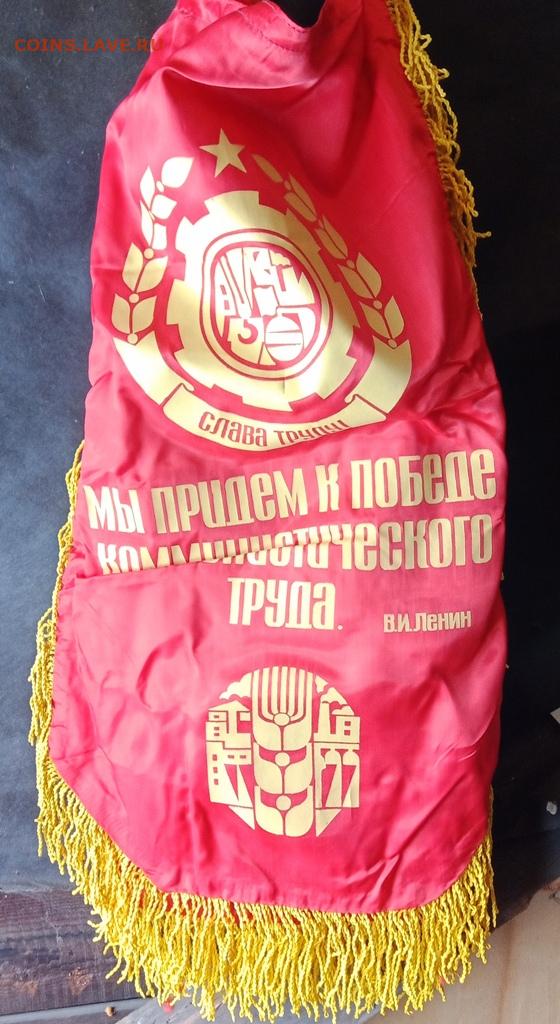 COINS.LAVE.RU
СЛАВА ТРУДУ!
МЫ ПРИДЕМ К ПОБЕДЕ
КОММУНИСТИЧЕСКОГО
ТРУДА.
В.И.Ленин